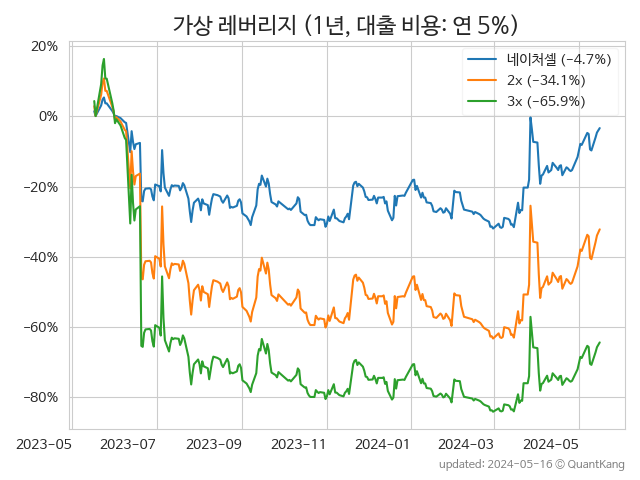 가상 레버리지 (1년, 대출 비용: 연 5%)
네이처셀 (−4.7%)
2x (−34.1%)
3x (−65.9%)
20%
0%
−20%
−40%
−60%
−80%
2023-05 2023-07 2023-09 2023-11 2024-01 2024-03 2024-05
updated: 2024-05-16 © QuantKang